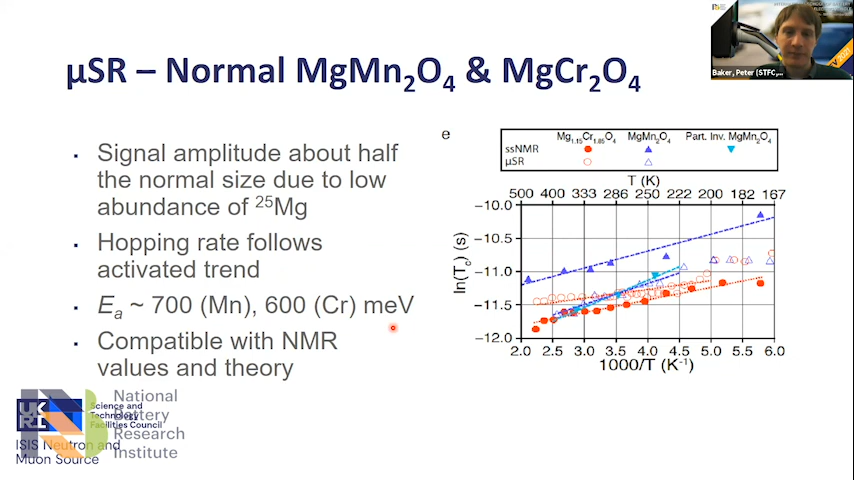 μSR – Normal MgMn₂O₄ & MgCr₂O₄
Baker, Peter (STFC,
Signal amplitude about half
the normal size due to low
abundance of ²⁵Mg
Hopping rate follows
activated trend
Eₐ ~ 700 (Mn), 600 (Cr) meV
Compatible with NMR
values and theory
e
Mg₁.₁₅Cr₁.₈₅O₄ MgMn₂O₄ Part. Inv. MgMn₂O₄
ssNMR
μSR
T (K)
500 400 333 286 250 222 200 182 167
ln(T꜀) (s)
−10.0
−10.5
−11.0
−11.5
−12.0
2.0 2.5 3.0 3.5 4.0 4.5 5.0 5.5 6.0
1000/T (K⁻¹)
UKRI
Science and
Technology
Facilities Council
ISIS Neutron and
Muon Source
National
Battery
Research
Institute
2021